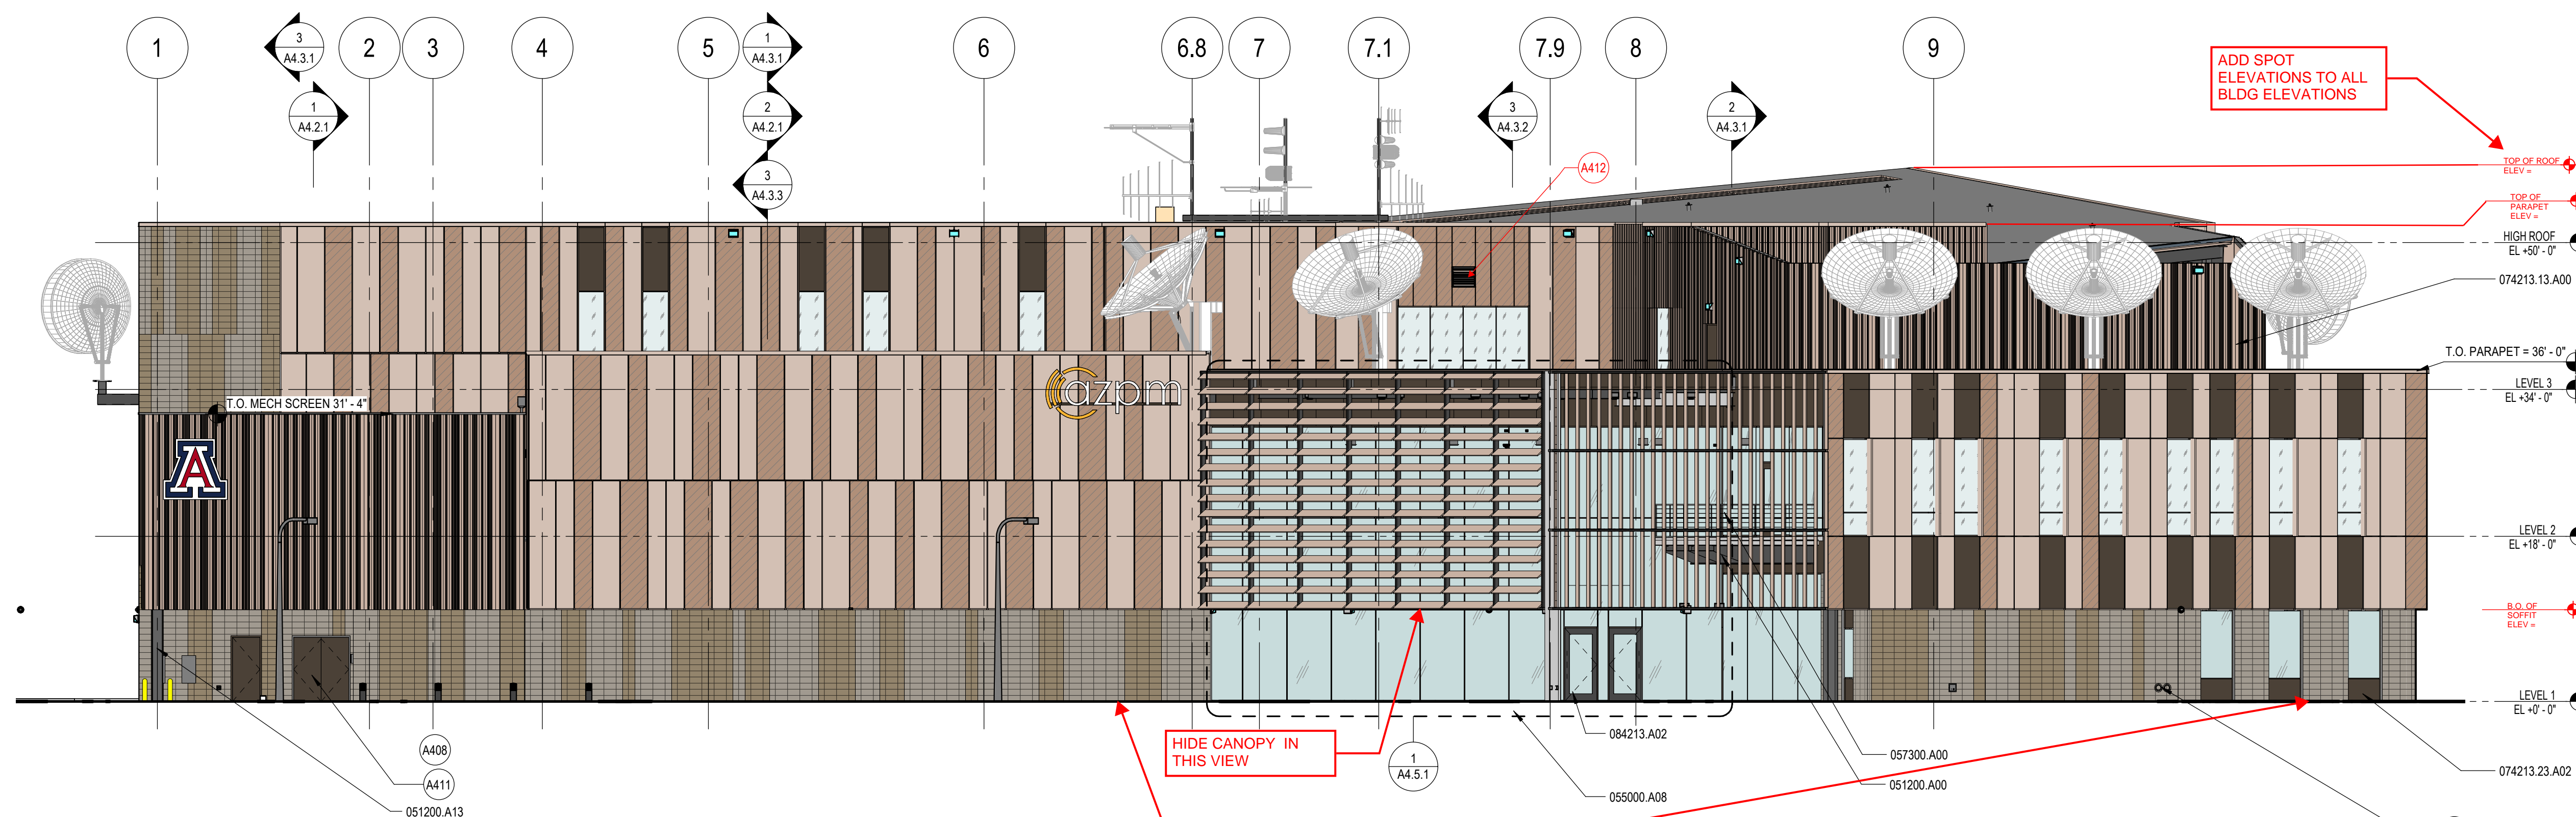 1
2
3
4
5
6
6.8
7
7.1
7.9
8
9
3
A4.3.1
1
A4.2.1
1
A4.3.1
2
A4.2.1
3
A4.3.3
3
A4.3.2
2
A4.3.1
ADD SPOT
ELEVATIONS TO ALL
BLDG ELEVATIONS
A412
TOP OF ROOF
ELEV =
TOP OF
PARAPET
ELEV =
HIGH ROOF
EL +50' - 0"
074213.13.A00
T.O. PARAPET = 36' - 0"
LEVEL 3
EL +34' - 0"
T.O. MECH SCREEN 31' - 4"
azpm
A
LEVEL 2
EL +18' - 0"
B.O. OF
SOFFIT
ELEV =
LEVEL 1
EL +0' - 0"
HIDE CANOPY IN
THIS VIEW
1
A4.5.1
084213.A02
057300.A00
051200.A00
055000.A08
074213.23.A02
A408
A411
051200.A13